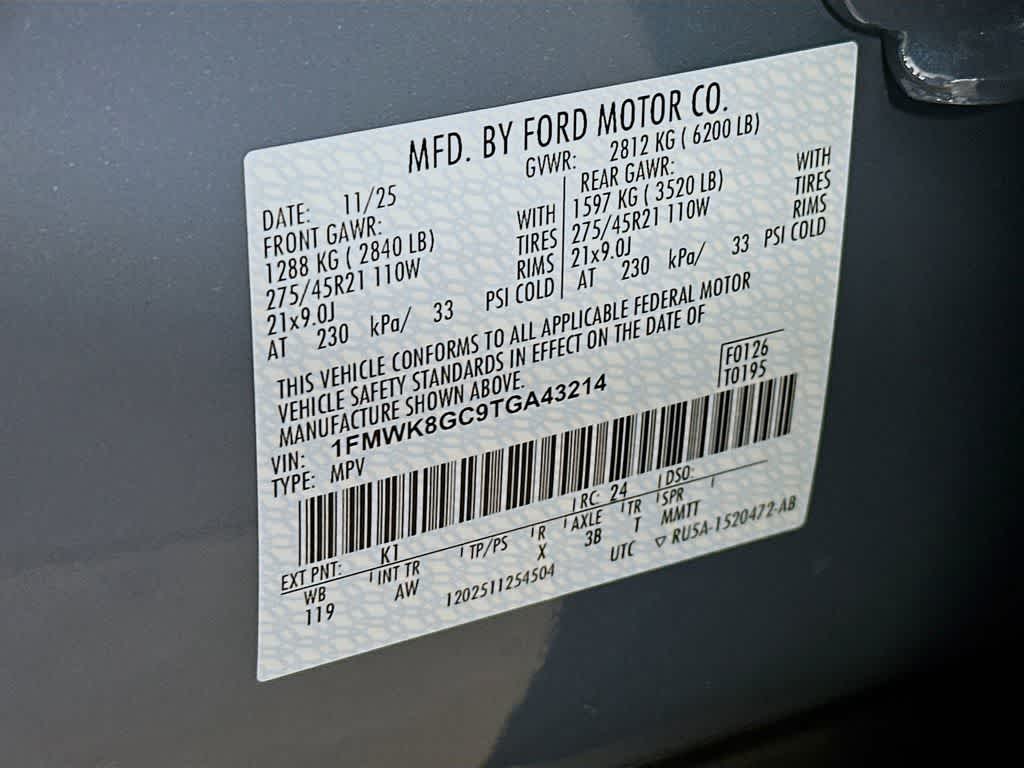 MFD. BY FORD MOTOR CO.
DATE: 11/25 GVWR: 2812 KG ( 6200 LB)
FRONT GAWR: REAR GAWR:
1288 KG ( 2840 LB) WITH 1597 KG ( 3520 LB) WITH
275/45R21 110W TIRES 275/45R21 110W TIRES
21x9.0J RIMS 21x9.0J RIMS
AT 230 kPa/ 33 PSI COLD AT 230 kPa/ 33 PSI COLD
THIS VEHICLE CONFORMS TO ALL APPLICABLE FEDERAL MOTOR
VEHICLE SAFETY STANDARDS IN EFFECT ON THE DATE OF
MANUFACTURE SHOWN ABOVE.
VIN: 1FMWK8GC9TGA43214 F0126
TYPE: MPV T0195
EXT PNT: K1 RC: 24 DSO:
WB INT TR TP/PS R AXLE TR SPR
119 AW X 3B T MMTT
1202511254504 UTC ▽ RU5A-1520472-AB